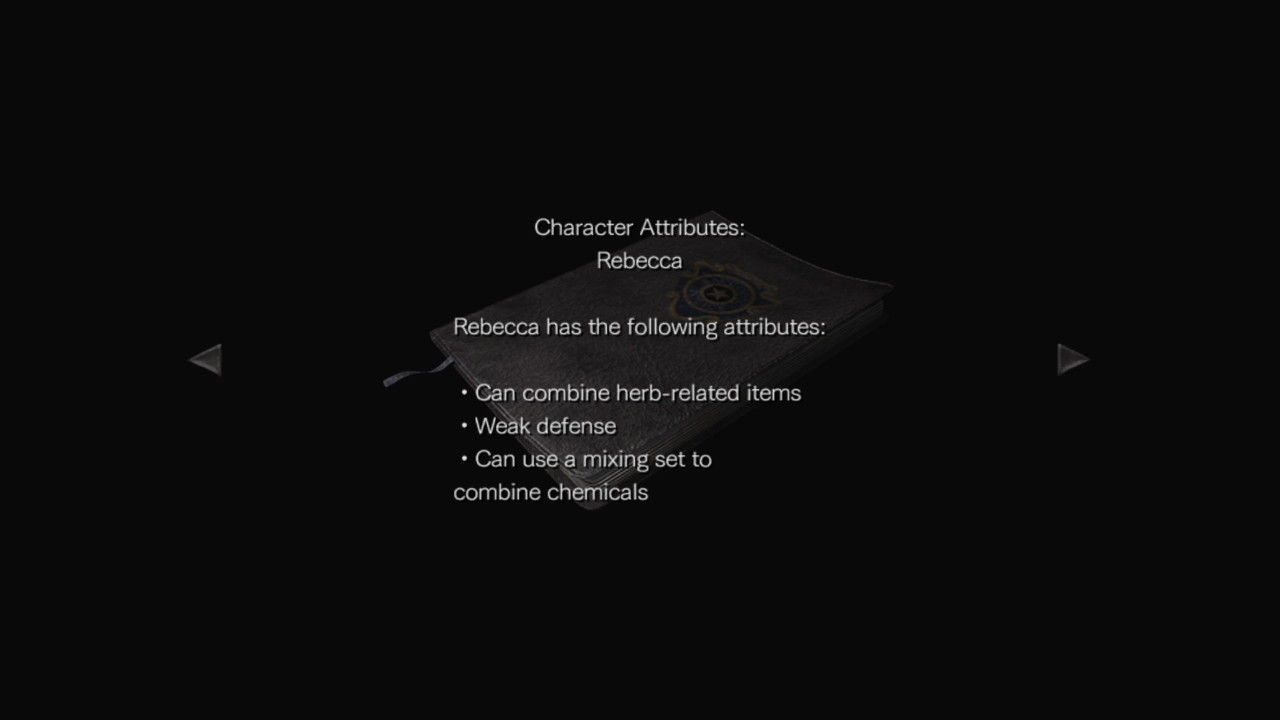 Character Attributes:
Rebecca
Rebecca has the following attributes:
・Can combine herb-related items
・Weak defense
・Can use a mixing set to
combine chemicals